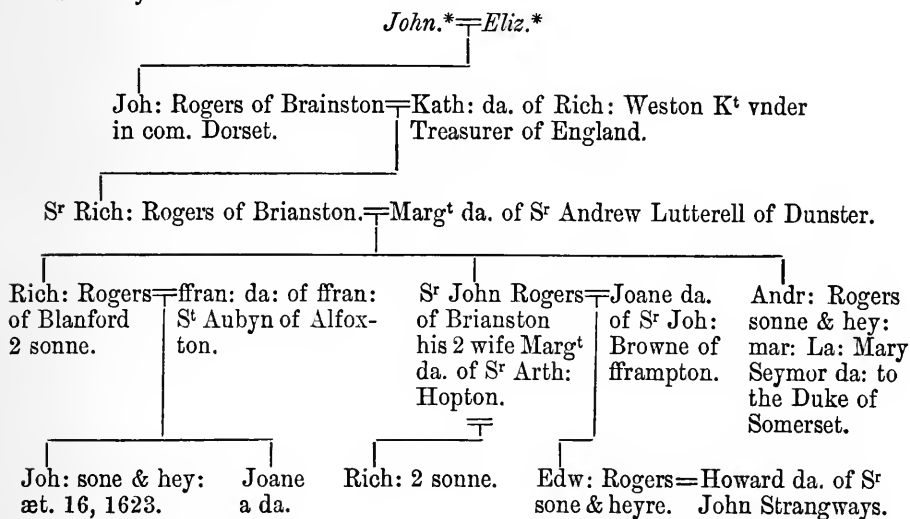 John.* = Eliz.*
Joh: Rogers of Brainston = Kath: da. of Rich: Weston Kᵗ vnder
in com. Dorset. Treasurer of England.
Sʳ Rich: Rogers of Brianston. = Margᵗ da. of Sʳ Andrew Lutterell of Dunster.
Rich: Rogers
of Blanford
2 sonne.
= ffran: da: of ffran:
Sᵗ Aubyn of Alfox-
ton.
Sʳ John Rogers
of Brianston
his 2 wife Margᵗ
da. of Sʳ Arth:
Hopton.
= Joane da.
of Sʳ Joh:
Browne of
fframpton.
Andr: Rogers
sonne & hey:
mar: La: Mary
Seymor da: to
the Duke of
Somerset.
Joh: sone & hey:
æt. 16, 1623.
Joane
a da.
Rich: 2 sonne.
Edw: Rogers = Howard da. of Sʳ
sone & heyre. John Strangways.